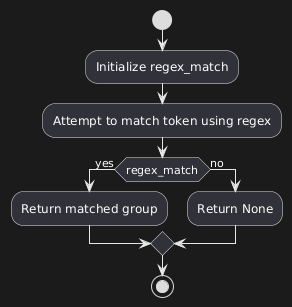 Initialize regex_match
Attempt to match token using regex
yes
regex_match
no
Return matched group
Return None